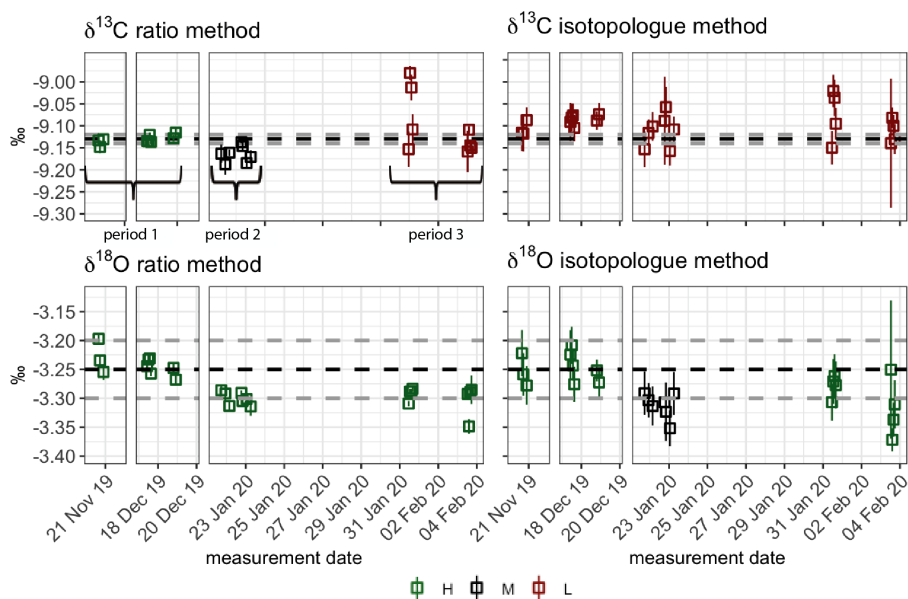 δ13C ratio method
δ13C isotopologue method
‰
-9.00
-9.05
-9.10
-9.15
-9.20
-9.25
-9.30
period 1
period 2
period 3
δ18O ratio method
δ18O isotopologue method
‰
-3.15
-3.20
-3.25
-3.30
-3.35
-3.40
21 Nov 19
18 Dec 19
20 Dec 19
23 Jan 20
25 Jan 20
27 Jan 20
29 Jan 20
31 Jan 20
02 Feb 20
04 Feb 20
21 Nov 19
18 Dec 19
20 Dec 19
23 Jan 20
25 Jan 20
27 Jan 20
29 Jan 20
31 Jan 20
02 Feb 20
04 Feb 20
measurement date
measurement date
H M L